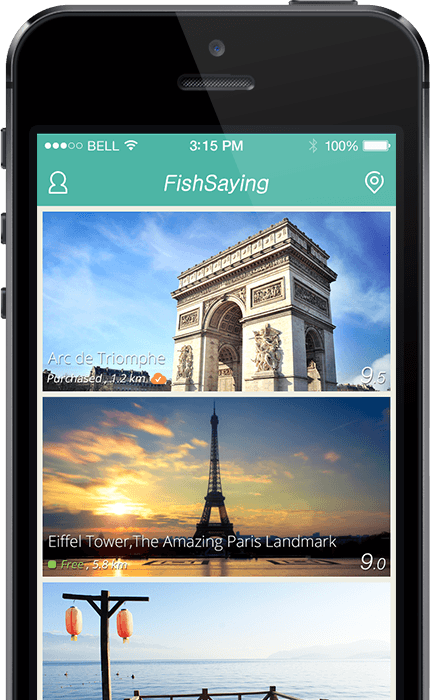 BELL 3:15 PM 100%
FishSaying
Arc de Triomphe
Purchased , 1.2 km 9.5
Eiffel Tower,The Amazing Paris Landmark
Free , 5.8 km 9.0